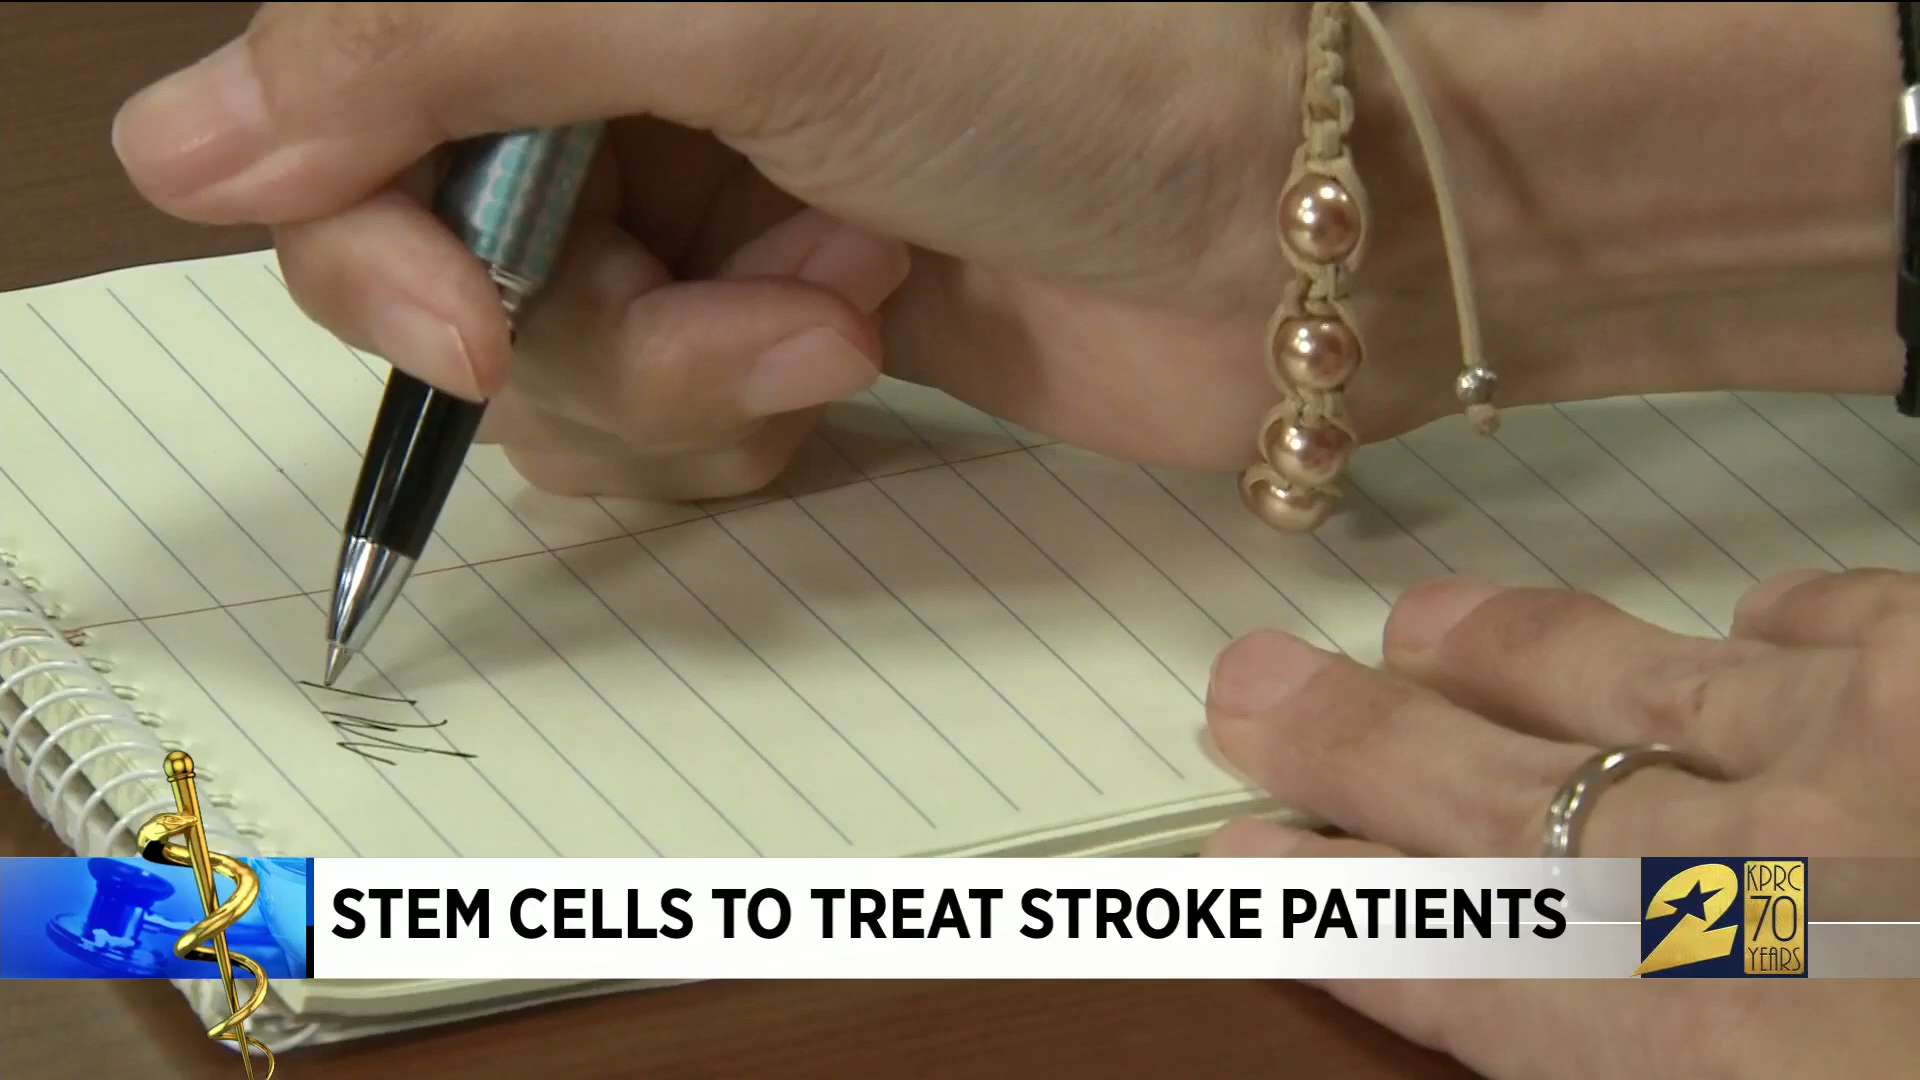 STEM CELLS TO TREAT STROKE PATIENTS
2
KPRC
70
YEARS